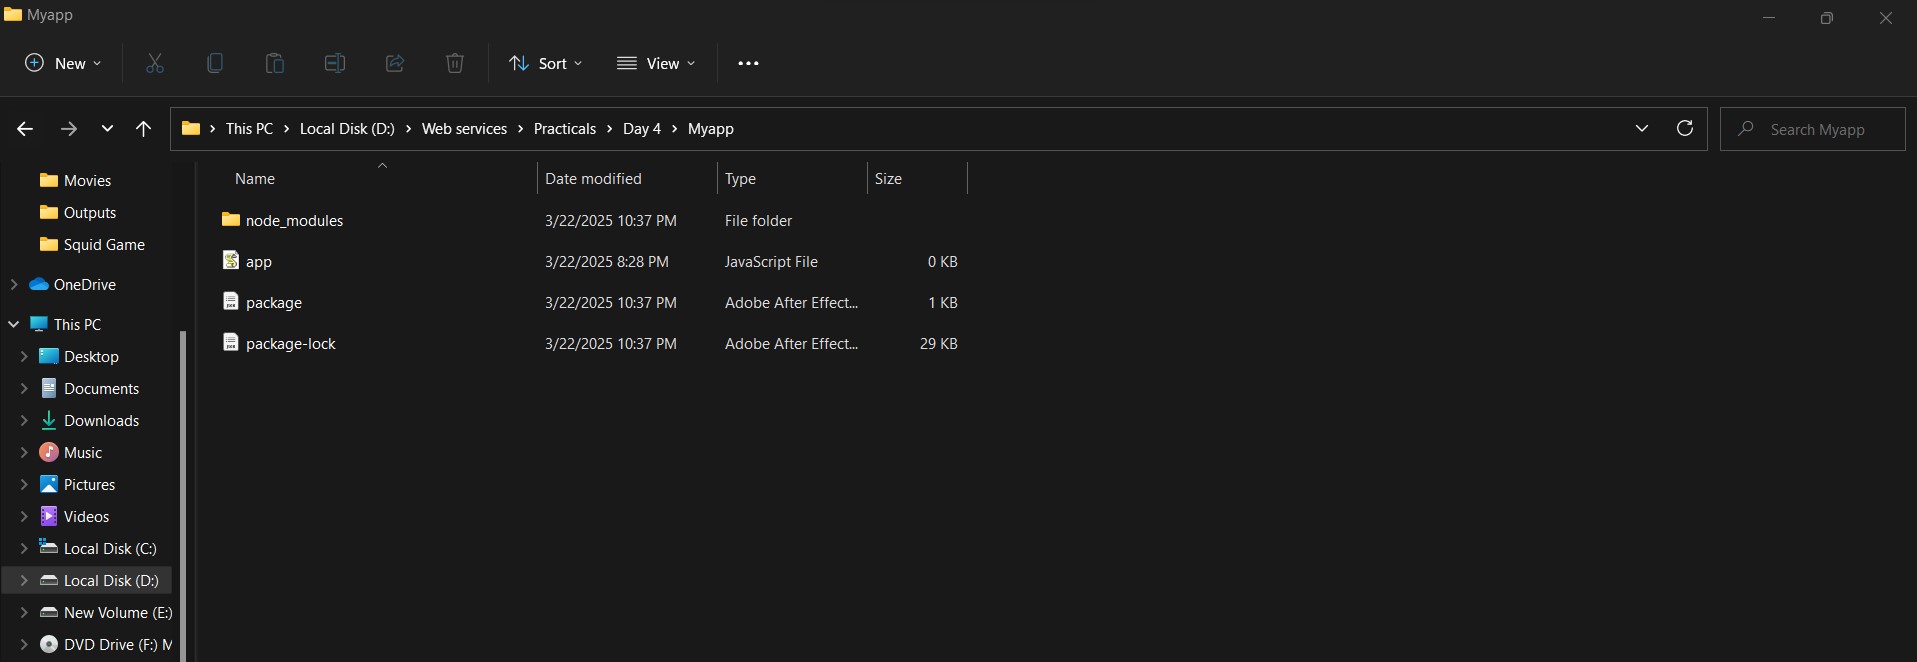 Myapp
New
Sort
View
This PC > Local Disk (D:) > Web services > Practicals > Day 4 > Myapp
Search Myapp
Movies
Outputs
Squid Game
OneDrive
This PC
Desktop
Documents
Downloads
Music
Pictures
Videos
Local Disk (C:)
Local Disk (D:)
New Volume (E:)
DVD Drive (F:) M
Name Date modified Type Size
node_modules 3/22/2025 10:37 PM File folder
app 3/22/2025 8:28 PM JavaScript File 0 KB
package 3/22/2025 10:37 PM Adobe After Effect... 1 KB
package-lock 3/22/2025 10:37 PM Adobe After Effect... 29 KB